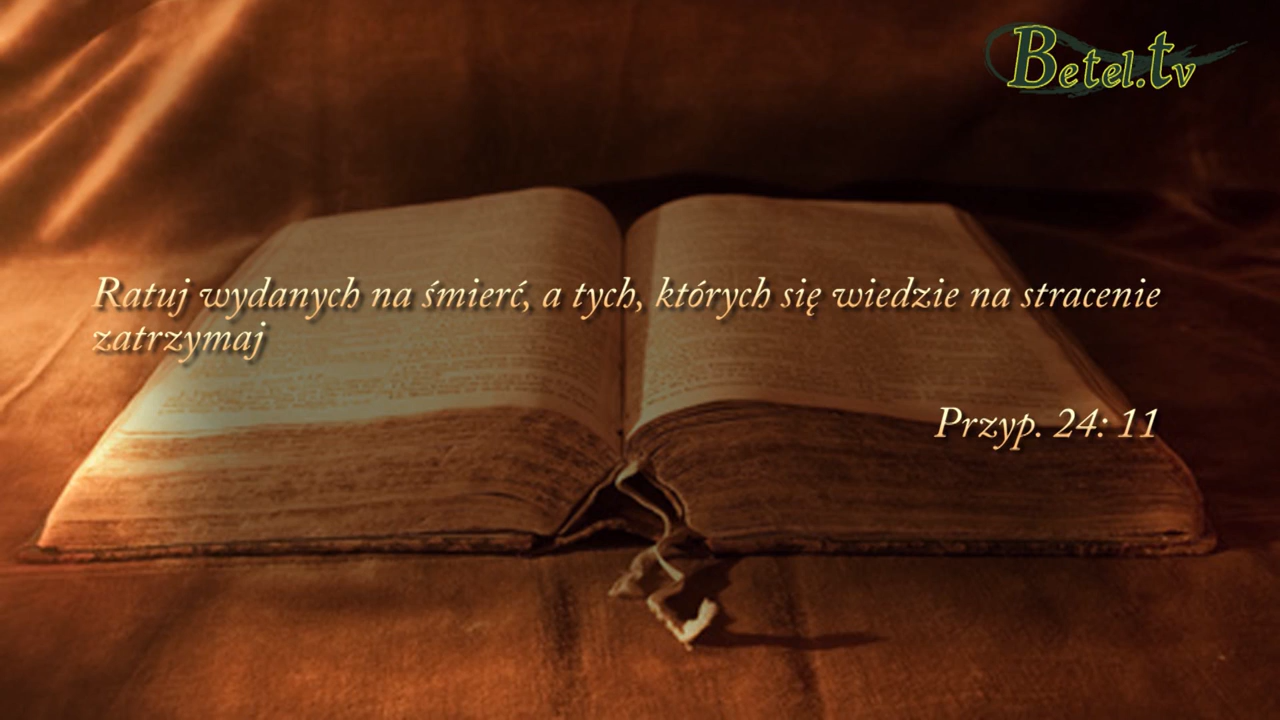 Betel.tv
Ratuj wydanych na śmierć, a tych, których się wiedzie na stracenie
zatrzymaj
Przyp. 24: 11